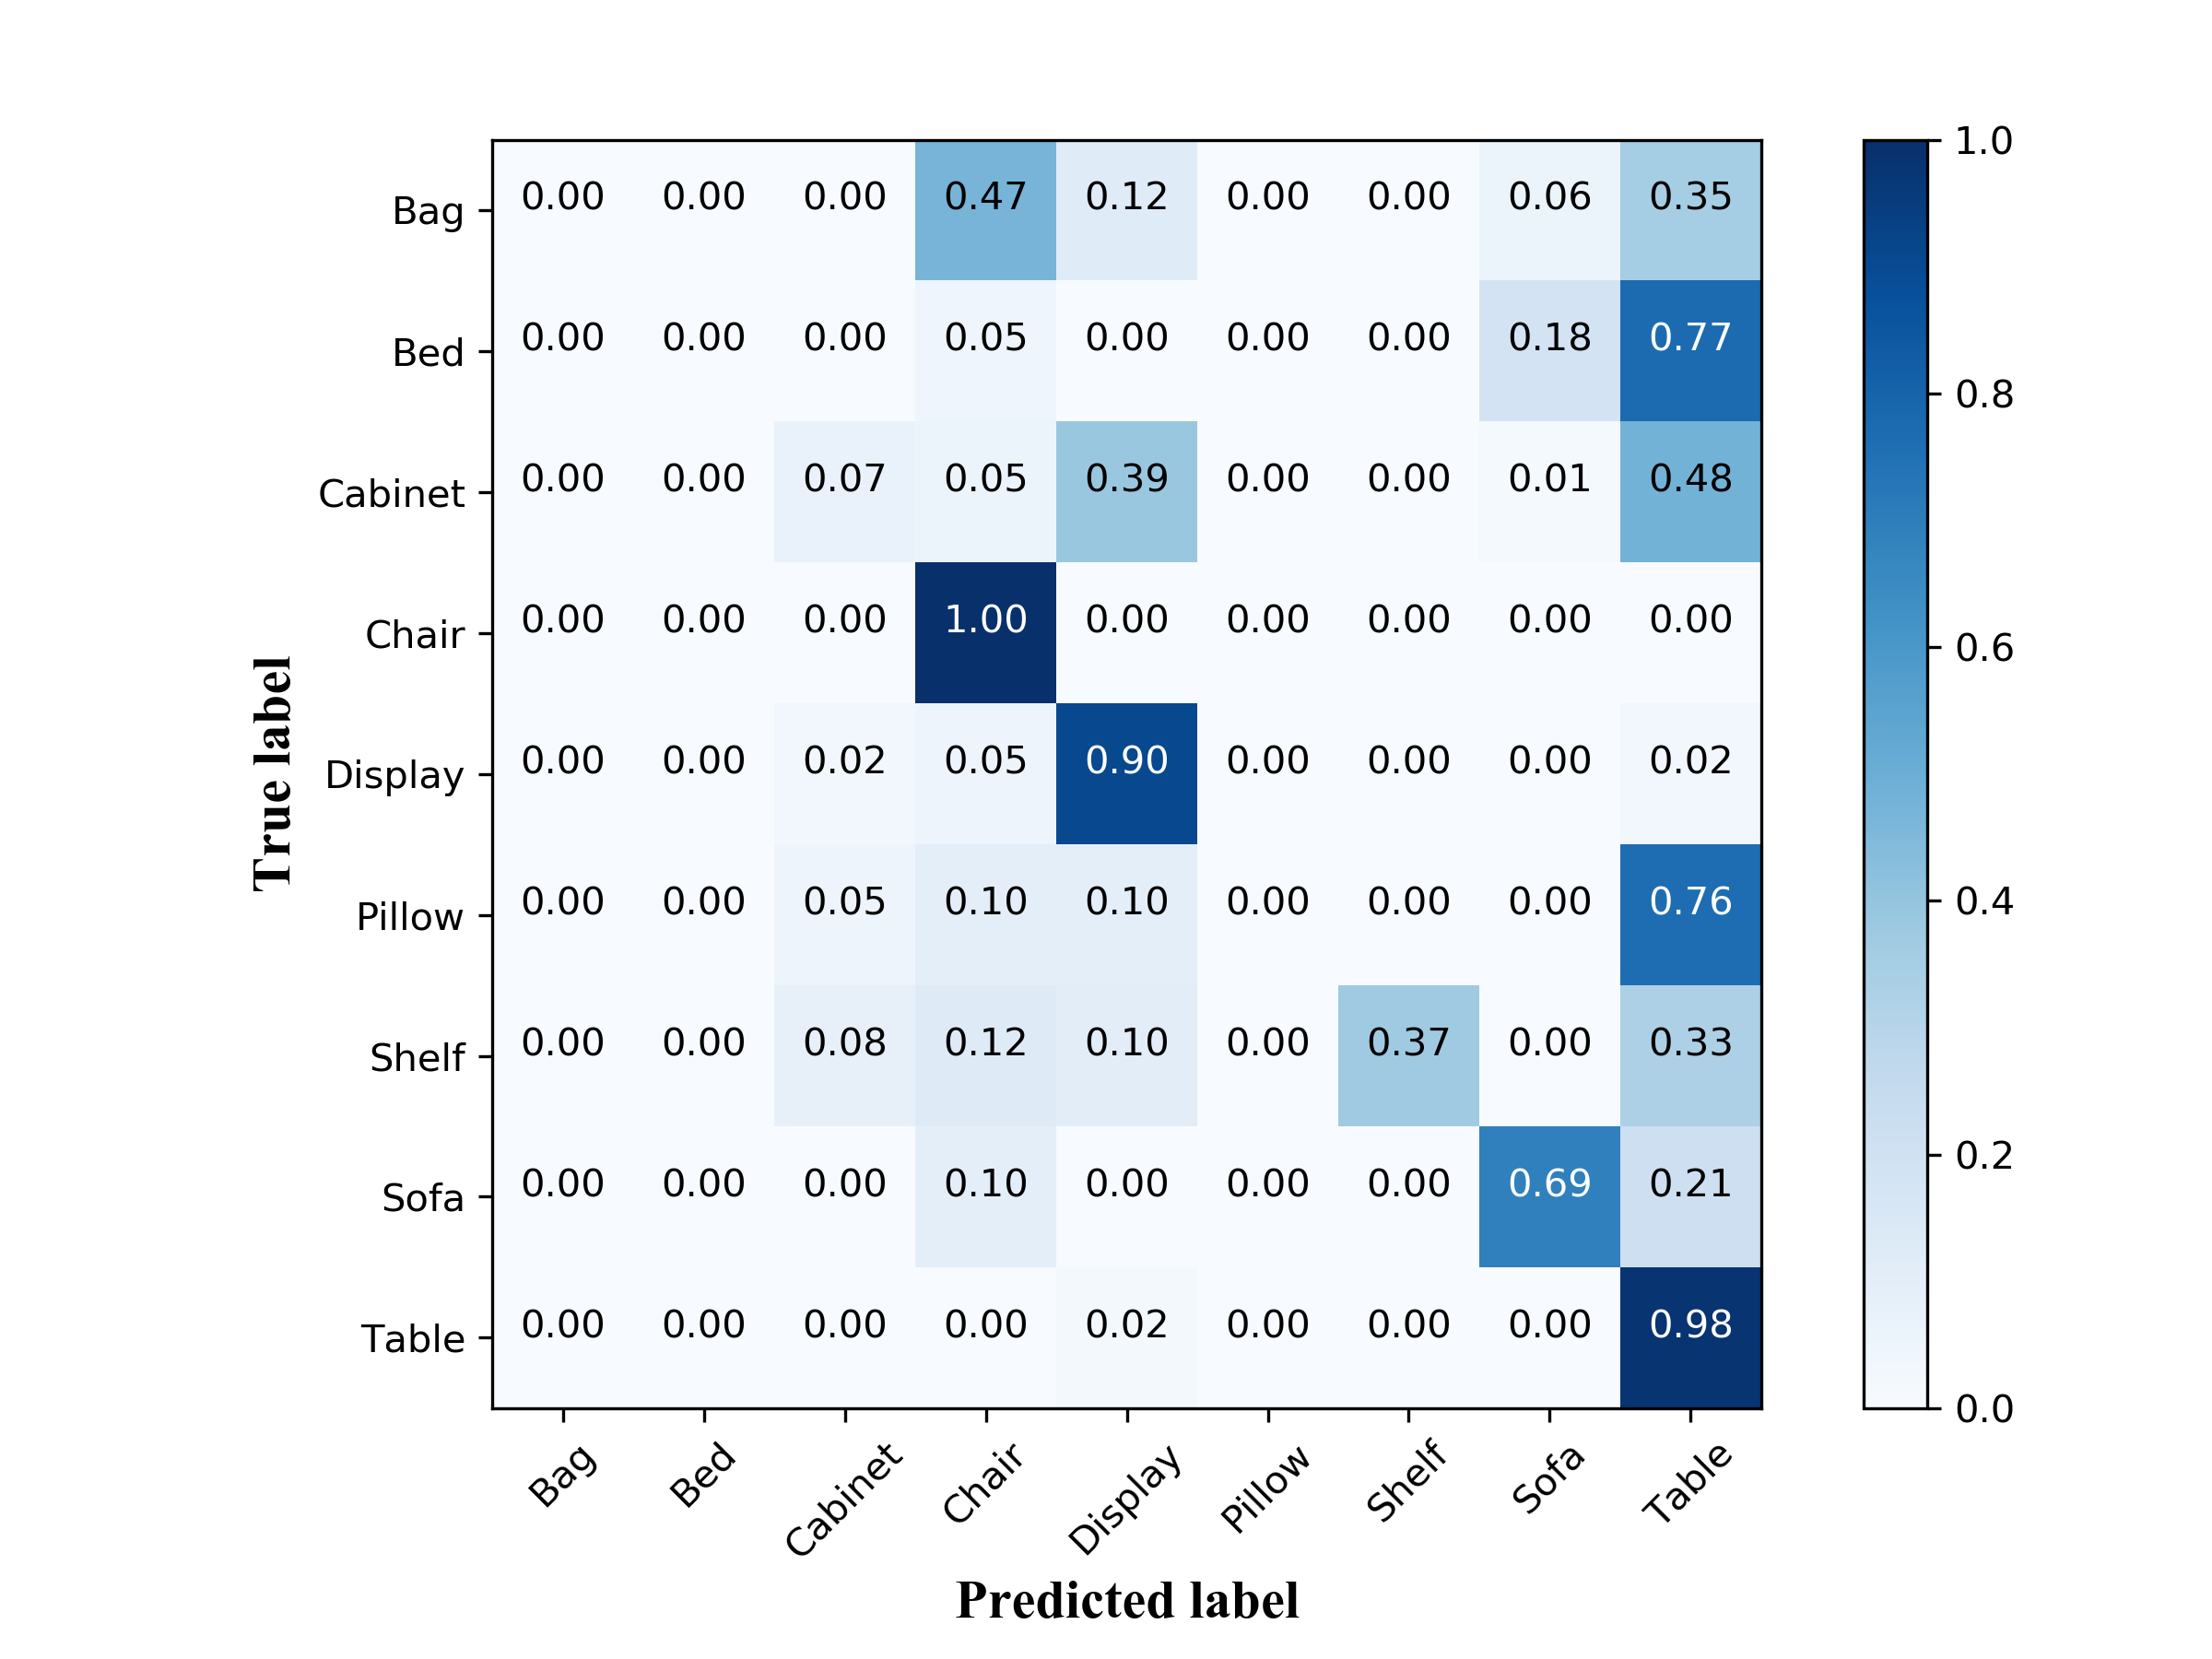 Bag 0.00 0.00 0.00 0.47 0.12 0.00 0.00 0.06 0.35
Bed 0.00 0.00 0.00 0.05 0.00 0.00 0.00 0.18 0.77
Cabinet 0.00 0.00 0.07 0.05 0.39 0.00 0.00 0.01 0.48
Chair 0.00 0.00 0.00 1.00 0.00 0.00 0.00 0.00 0.00
Display 0.00 0.00 0.02 0.05 0.90 0.00 0.00 0.00 0.02
Pillow 0.00 0.00 0.05 0.10 0.10 0.00 0.00 0.00 0.76
Shelf 0.00 0.00 0.08 0.12 0.10 0.00 0.37 0.00 0.33
Sofa 0.00 0.00 0.00 0.10 0.00 0.00 0.00 0.69 0.21
Table 0.00 0.00 0.00 0.00 0.02 0.00 0.00 0.00 0.98
Bag Bed Cabinet Chair Display Pillow Shelf Sofa Table
Predicted label
True label
1.0
0.8
0.6
0.4
0.2
0.0